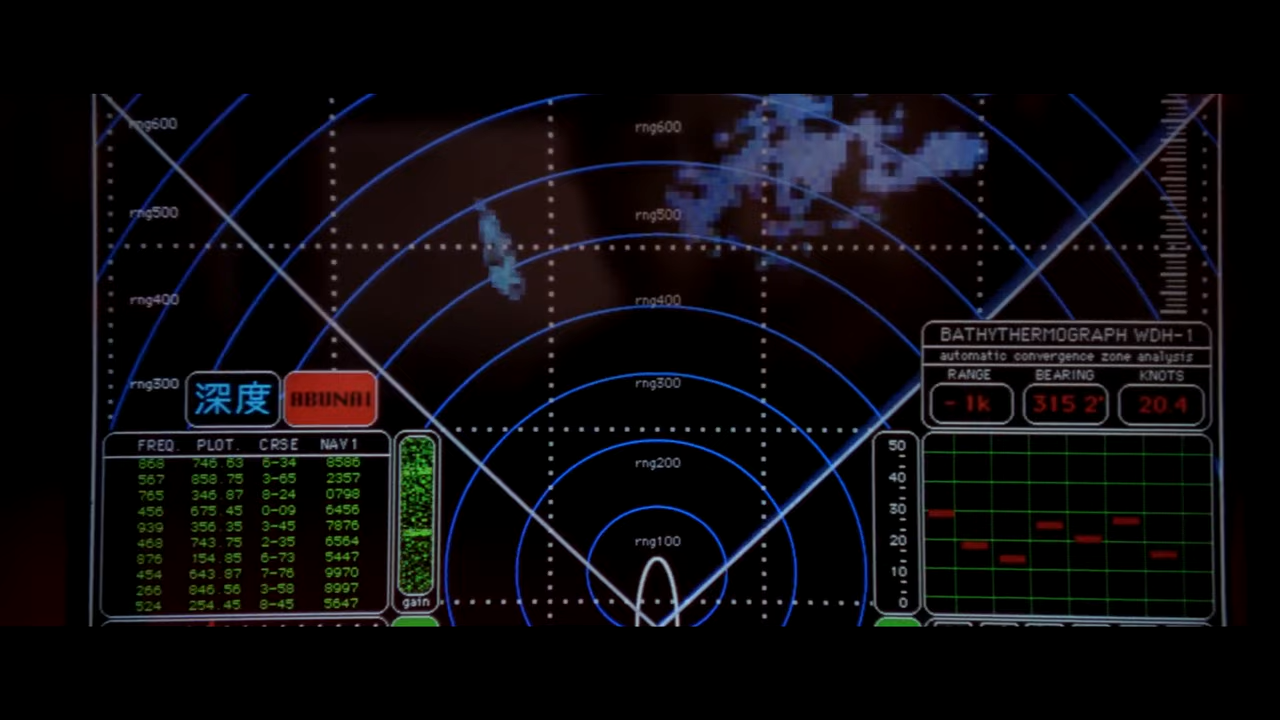 rng600
rng600
rng500
rng500
rng400
rng400
rng300
rng300
rng200
rng100
深度
ABUNAI
FREQ. PLOT. CRSE NAV1
868 746.63 6-34 8586
567 858.75 3-65 2357
765 346.87 8-24 0798
456 675.45 0-09 6456
939 356.35 3-45 7876
468 743.75 2-35 6564
876 154.85 6-73 5447
454 643.87 7-76 9970
266 846.56 3-58 8997
524 254.45 8-45 5647
gain
BATHYTHERMOGRAPH WDH-1
automatic convergence zone analysis
RANGE BEARING KNOTS
- 1k 315 2° 20 4
50
40
30
20
10
0